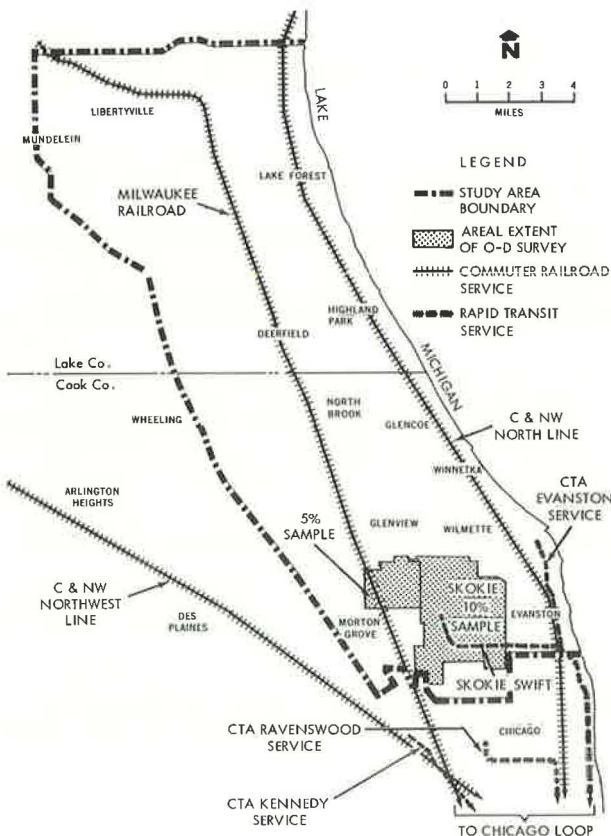 N
0 1 2 3 4
MILES
LEGEND
STUDY AREA
BOUNDARY
AREAL EXTENT
OF O-D SURVEY
COMMUTER RAILROAD
SERVICE
RAPID TRANSIT
SERVICE
LAKE
MICHIGAN
LIBERTYVILLE
MUNDELEIN
LAKE FOREST
MILWAUKEE
RAILROAD
HIGHLAND
PARK
DEERFIELD
Lake Co.
Cook Co.
NORTH
BROOK
WHEELING
GLENCOE
C & NW
NORTH LINE
WINNETKA
CTA
EVANSTON
SERVICE
ARLINGTON
HEIGHTS
5%
SAMPLE
GLENVIEW
WILMETTE
C & NW
NORTHWEST
LINE
DES
PLAINES
MORTON
GROVE
SKOKIE
10%
SAMPLE
EVANSTON
SKOKIE SWIFT
CTA RAVENSWOOD
SERVICE
CHICAGO
CTA KENNEDY
SERVICE
TO CHICAGO LOOP